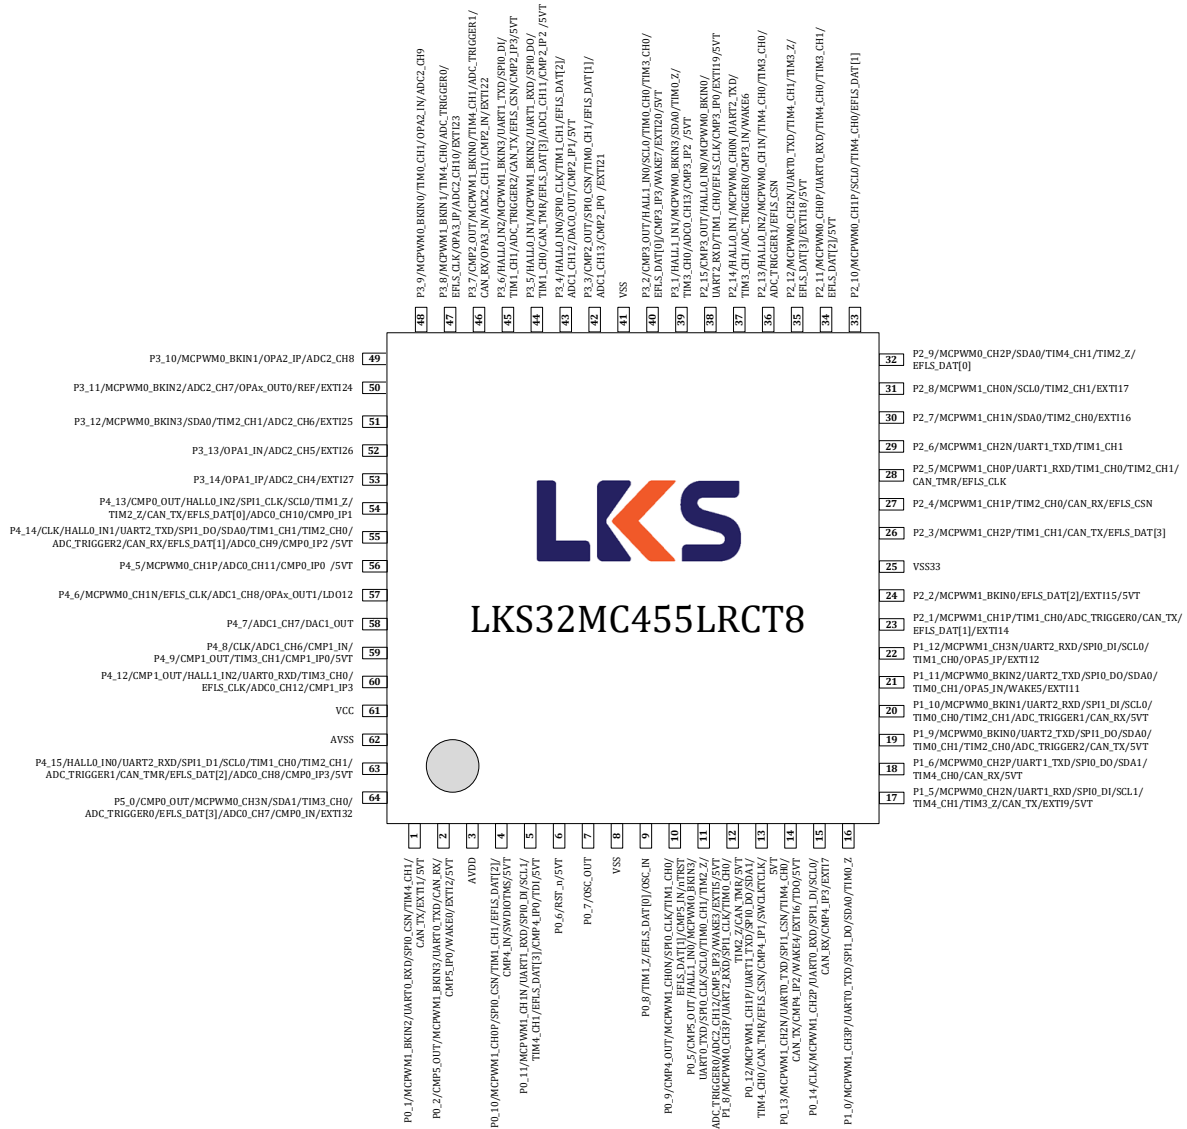 P3_9/MCPWM0_BKIN0/TIM0_CH1/OPA2_IN/ADC2_CH9
P3_8/MCPWM1_BKIN1/TIM4_CH0/ADC_TRIGGER0/
EFLS_CLK/OPA3_IP/ADC2_CH10/EXTI23
P3_7/CMP2_OUT/MCPWM1_BKIN0/TIM4_CH1/ADC_TRIGGER1/
CAN_RX/OPA3_IN/ADC2_CH11/CMP2_IN/EXTI22
P3_6/HALL0_IN2/MCPWM1_BKIN3/UART1_TXD/SPI0_DI/
TIM1_CH1/ADC_TRIGGER2/CAN_TX/EFLS_CSN/CMP2_IP3/5VT
P3_5/HALL0_IN1/MCPWM1_BKIN2/UART1_RXD/SPI0_DO/
TIM1_CH0/CAN_TMR/EFLS_DAT[3]/ADC1_CH11/CMP2_IP2 /5VT
P3_4/HALL0_IN0/SPI0_CLK/TIM1_CH1/EFLS_DAT[2]/
ADC1_CH12/DAC0_OUT/CMP2_IP1/5VT
P3_3/CMP2_OUT/SPI0_CSN/TIM0_CH1/EFLS_DAT[1]/
ADC1_CH13/CMP2_IP0 /EXTI21
VSS
P3_2/CMP3_OUT/HALL1_IN0/SCL0/TIM0_CH0/TIM3_CH0/
EFLS_DAT[0]/CMP3_IP3/WAKE7/EXTI20/5VT
P3_1/HALL1_IN1/MCPWM0_BKIN3/SDA0/TIM0_Z/
TIM3_CH0/ADC0_CH13/CMP3_IP2 /5VT
P2_15/CMP3_OUT/HALL0_IN0/MCPWM0_BKIN0/
UART2_RXD/TIM1_CH0/EFLS_CLK/CMP3_IP0/EXTI19/5VT
P2_14/HALL0_IN1/MCPWM0_CH0N/UART2_TXD/
TIM3_CH1/ADC_TRIGGER0/CMP3_IN/WAKE6
P2_13/HALL0_IN2/MCPWM0_CH1N/TIM4_CH0/TIM3_CH0/
ADC_TRIGGER1/EFLS_CSN
P2_12/MCPWM0_CH2N/UART0_TXD/TIM4_CH1/TIM3_Z/
EFLS_DAT[3]/EXTI18/5VT
P2_11/MCPWM0_CH0P/UART0_RXD/TIM4_CH0/TIM3_CH1/
EFLS_DAT[2]/5VT
P2_10/MCPWM0_CH1P/SCL0/TIM4_CH0/EFLS_DAT[1]
48 47 46 45 44 43 42 41 40 39 38 37 36 35 34 33
P3_10/MCPWM0_BKIN1/OPA2_IP/ADC2_CH8 49
P3_11/MCPWM0_BKIN2/ADC2_CH7/OPAx_OUT0/REF/EXTI24 50
P3_12/MCPWM0_BKIN3/SDA0/TIM2_CH1/ADC2_CH6/EXTI25 51
P3_13/OPA1_IN/ADC2_CH5/EXTI26 52
P3_14/OPA1_IP/ADC2_CH4/EXTI27 53
P4_13/CMP0_OUT/HALL0_IN2/SPI1_CLK/SCL0/TIM1_Z/
TIM2_Z/CAN_TX/EFLS_DAT[0]/ADC0_CH10/CMP0_IP1 54
P4_14/CLK/HALL0_IN1/UART2_TXD/SPI1_DO/SDA0/TIM1_CH1/TIM2_CH0/
ADC_TRIGGER2/CAN_RX/EFLS_DAT[1]/ADC0_CH9/CMP0_IP2 /5VT 55
P4_5/MCPWM0_CH1P/ADC0_CH11/CMP0_IP0 /5VT 56
P4_6/MCPWM0_CH1N/EFLS_CLK/ADC1_CH8/OPAx_OUT1/LDO12 57
P4_7/ADC1_CH7/DAC1_OUT 58
P4_8/CLK/ADC1_CH6/CMP1_IN/
P4_9/CMP1_OUT/TIM3_CH1/CMP1_IP0/5VT 59
P4_12/CMP1_OUT/HALL1_IN2/UART0_RXD/TIM3_CH0/
EFLS_CLK/ADC0_CH12/CMP1_IP3 60
VCC 61
AVSS 62
P4_15/HALL0_IN0/UART2_RXD/SPI1_D1/SCL0/TIM1_CH0/TIM2_CH1/
ADC_TRIGGER1/CAN_TMR/EFLS_DAT[2]/ADC0_CH8/CMP0_IP3/5VT 63
P5_0/CMP0_OUT/MCPWM0_CH3N/SDA1/TIM3_CH0/
ADC_TRIGGER0/EFLS_DAT[3]/ADC0_CH7/CMP0_IN/EXTI32 64
LKS
LKS32MC455LRCT8
32 P2_9/MCPWM0_CH2P/SDA0/TIM4_CH1/TIM2_Z/
EFLS_DAT[0]
31 P2_8/MCPWM1_CH0N/SCL0/TIM2_CH1/EXTI17
30 P2_7/MCPWM1_CH1N/SDA0/TIM2_CH0/EXTI16
29 P2_6/MCPWM1_CH2N/UART1_TXD/TIM1_CH1
28 P2_5/MCPWM1_CH0P/UART1_RXD/TIM1_CH0/TIM2_CH1/
CAN_TMR/EFLS_CLK
27 P2_4/MCPWM1_CH1P/TIM2_CH0/CAN_RX/EFLS_CSN
26 P2_3/MCPWM1_CH2P/TIM1_CH1/CAN_TX/EFLS_DAT[3]
25 VSS33
24 P2_2/MCPWM1_BKIN0/EFLS_DAT[2]/EXTI15/5VT
23 P2_1/MCPWM1_CH1P/TIM1_CH0/ADC_TRIGGER0/CAN_TX/
EFLS_DAT[1]/EXTI14
22 P1_12/MCPWM1_CH3N/UART2_RXD/SPI0_DI/SCL0/
TIM1_CH0/OPA5_IP/EXTI12
21 P1_11/MCPWM0_BKIN2/UART2_TXD/SPI0_DO/SDA0/
TIM0_CH1/OPA5_IN/WAKE5/EXTI11
20 P1_10/MCPWM0_BKIN1/UART2_RXD/SPI1_DI/SCL0/
TIM0_CH0/TIM2_CH1/ADC_TRIGGER1/CAN_RX/5VT
19 P1_9/MCPWM0_BKIN0/UART2_TXD/SPI1_DO/SDA0/
TIM0_CH1/TIM2_CH0/ADC_TRIGGER2/CAN_TX/5VT
18 P1_6/MCPWM0_CH2P/UART1_TXD/SPI0_DO/SDA1/
TIM4_CH0/CAN_RX/5VT
17 P1_5/MCPWM0_CH2N/UART1_RXD/SPI0_DI/SCL1/
TIM4_CH1/TIM3_Z/CAN_TX/EXTI9/5VT
1 2 3 4 5 6 7 8 9 10 11 12 13 14 15 16
P0_1/MCPWM1_BKIN2/UART0_RXD/SPI0_CSN/TIM4_CH1/
CAN_TX/EXTI1/5VT
P0_2/CMP5_OUT/MCPWM1_BKIN3/UART0_TXD/CAN_RX/
CMP5_IP0/WAKE0/EXTI2/5VT
AVDD
P0_10/MCPWM1_CH0P/SPI0_CSN/TIM1_CH1/EFLS_DAT[2]/
CMP4_IN/SWDIOTMS/5VT
P0_11/MCPWM1_CH1N/UART1_RXD/SPI0_DI/SCL1/
TIM4_CH1/EFLS_DAT[3]/CMP4_IP0/TDI/5VT
P0_6/RST_n/5VT
P0_7/OSC_OUT
VSS
P0_8/TIM1_Z/EFLS_DAT[0]/OSC_IN
P0_9/CMP4_OUT/MCPWM1_CH0N/SPI0_CLK/TIM1_CH0/
EFLS_DAT[1]/CMP5_IN/nTRST
P0_5/CMP5_OUT/HALL1_IN0/MCPWM0_BKIN3/
UART0_TXD/SPI0_CLK/SCL0/TIM0_CH1/TIM2_Z/
ADC_TRIGGER0/ADC2_CH12/CMP5_IP3/WAKE3/EXTI5/5VT
P1_8/MCPWM0_CH3P/UART2_RXD/SPI1_CLK/TIM0_CH0/
TIM2_Z/CAN_TMR/5VT
P0_12/MCPWM1_CH1P/UART1_TXD/SPI0_DO/SDA1/
TIM4_CH0/CAN_TMR/EFLS_CSN/CMP4_IP1/SWCLKTCLK/
5VT
P0_13/MCPWM1_CH2N/UART0_TXD/SPI1_CSN/TIM4_CH0/
CAN_TX/CMP4_IP2/WAKE4/EXTI6/TDO/5VT
P0_14/CLK/MCPWM1_CH2P/UART0_RXD/SPI1_DI/SCL0/
CAN_RX/CMP4_IP3/EXTI7
P1_0/MCPWM1_CH3P/UART0_TXD/SPI1_DO/SDA0/TIM0_Z